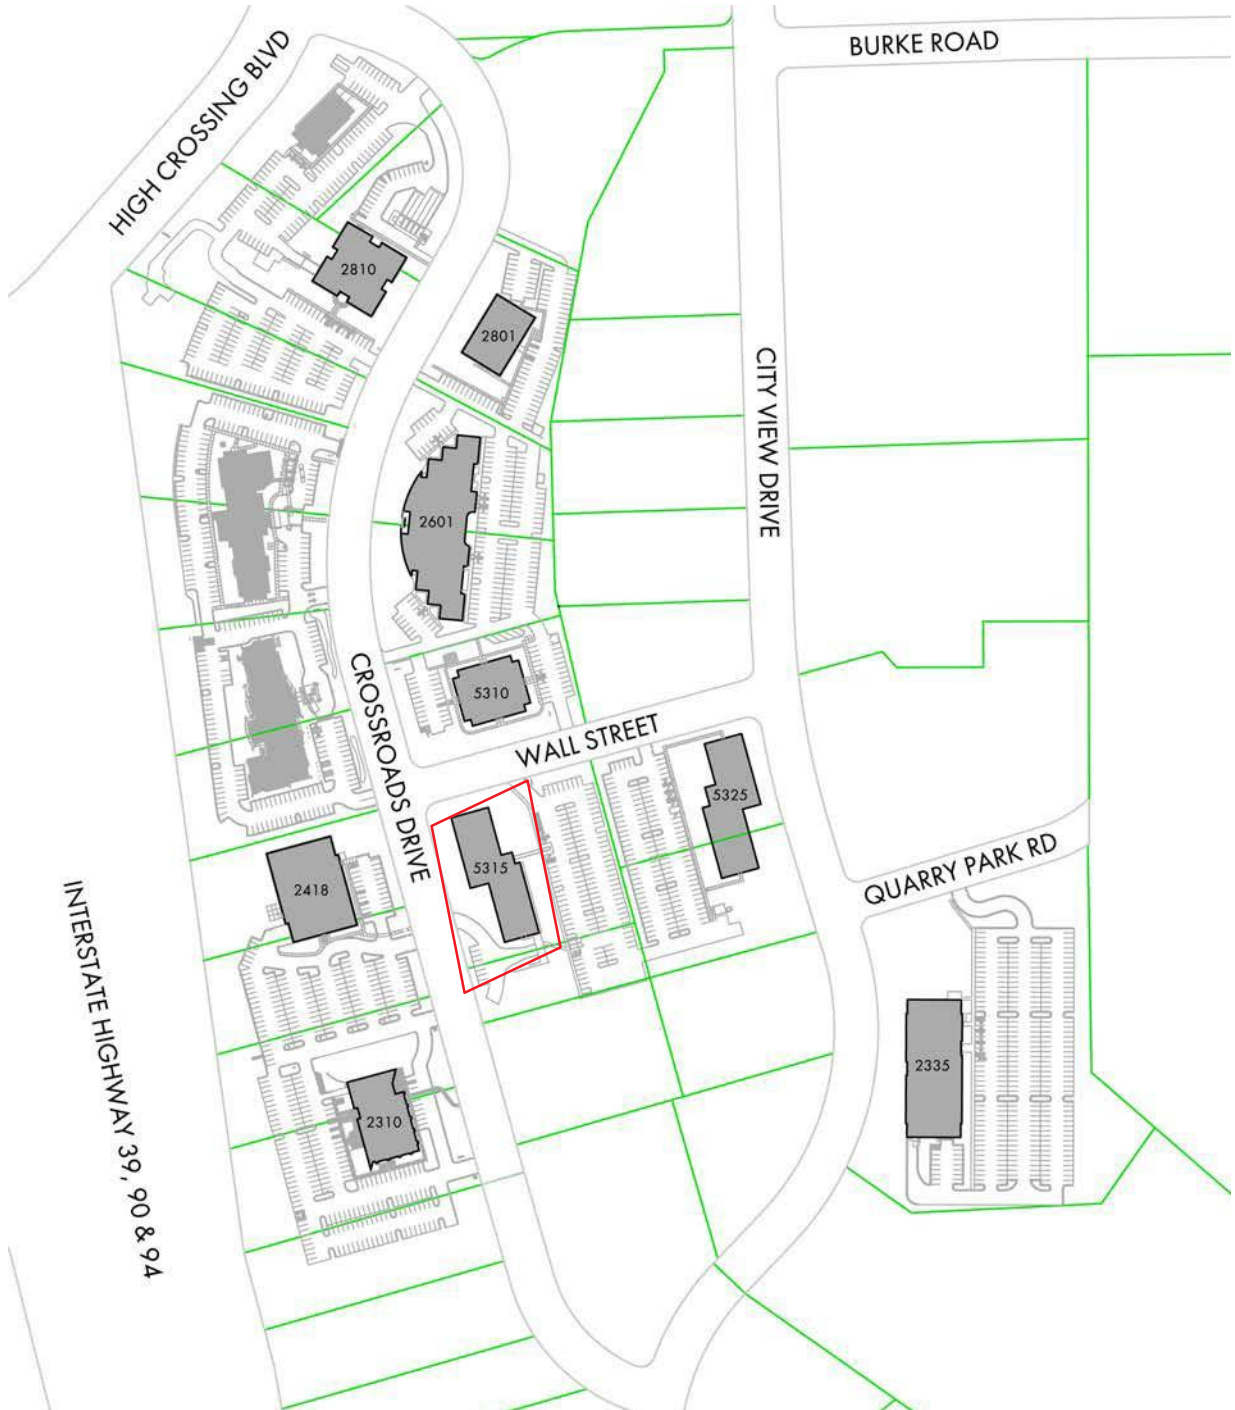 BURKE ROAD
HIGH CROSSING BLVD
2810
2801
CITY VIEW DRIVE
2601
5310
WALL STREET
CROSSROADS DRIVE
5325
5315
2418
QUARRY PARK RD
INTERSTATE HIGHWAY 39, 90 & 94
2335
2310